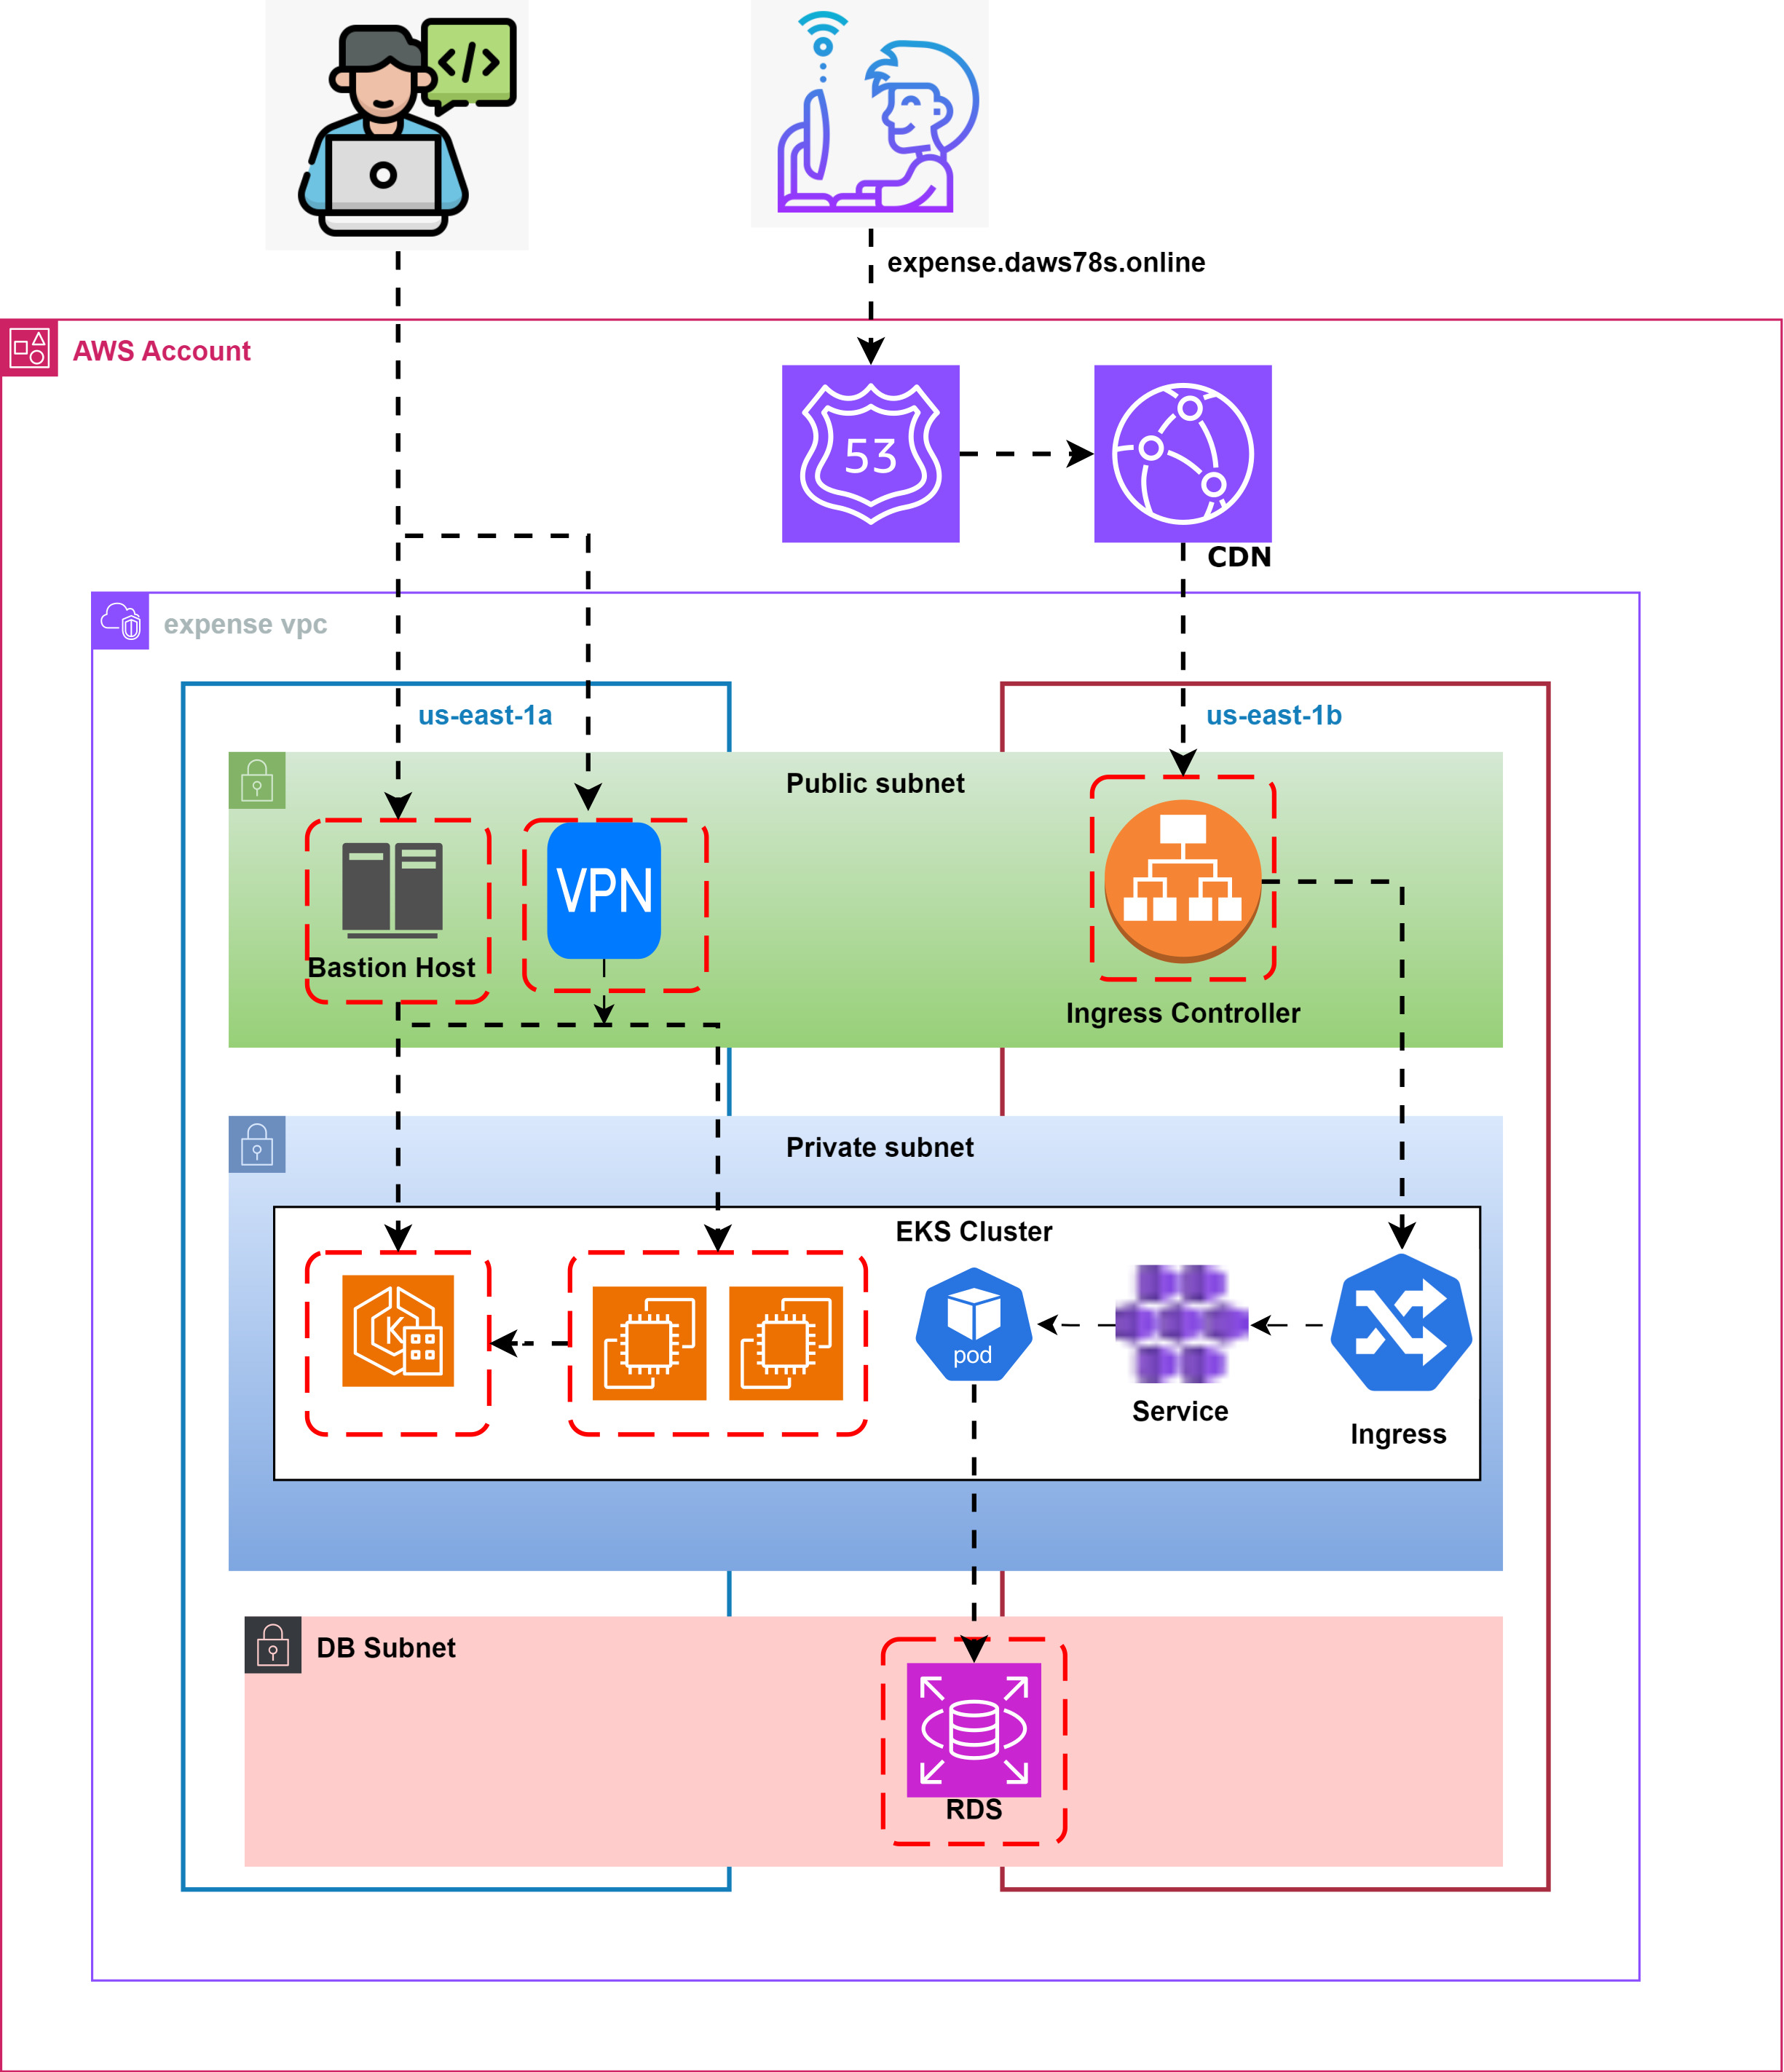 </>
expense.daws78s.online
AWS Account
53
CDN
expense vpc
us-east-1a
us-east-1b
Public subnet
VPN
Bastion Host
Ingress Controller
Private subnet
EKS Cluster
K
pod
Service
Ingress
DB Subnet
RDS